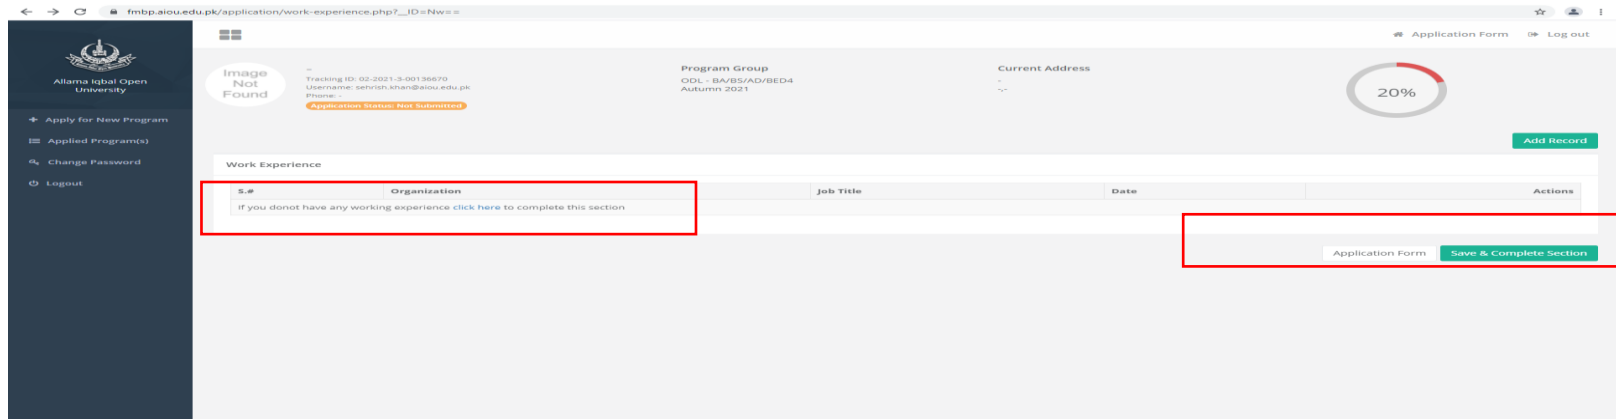 fmbp.aiou.edu.pk/application/work-experience.php?__ID=Nw==
Application Form Log out
Allama Iqbal Open
University
Apply for New Program
Applied Program(s)
Change Password
Logout
Image
Not
Found
--
Tracking ID: 02-2021-3-00136670
Username: sehrish.khan@aiou.edu.pk
Phone: -
Application Status: Not Submitted
Program Group
ODL - BA/BS/AD/BED4
Autumn 2021
Current Address
-
-,-
20%
Add Record
Work Experience
S.# Organization Job Title Date Actions
If you donot have any working experience click here to complete this section
Application Form Save & Complete Section